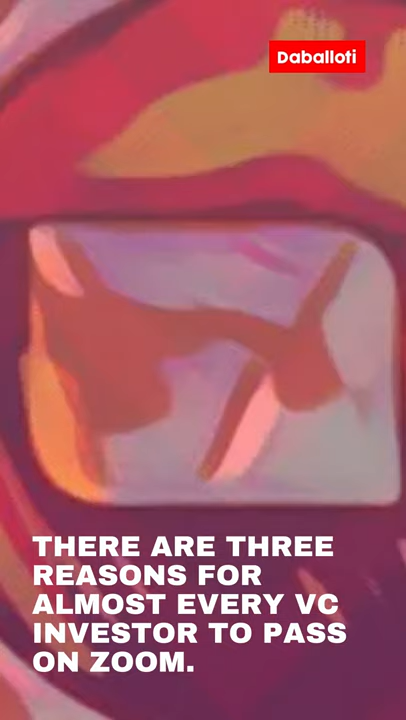 Daballoti
THERE ARE THREE
REASONS FOR
ALMOST EVERY VC
INVESTOR TO PASS
ON ZOOM.